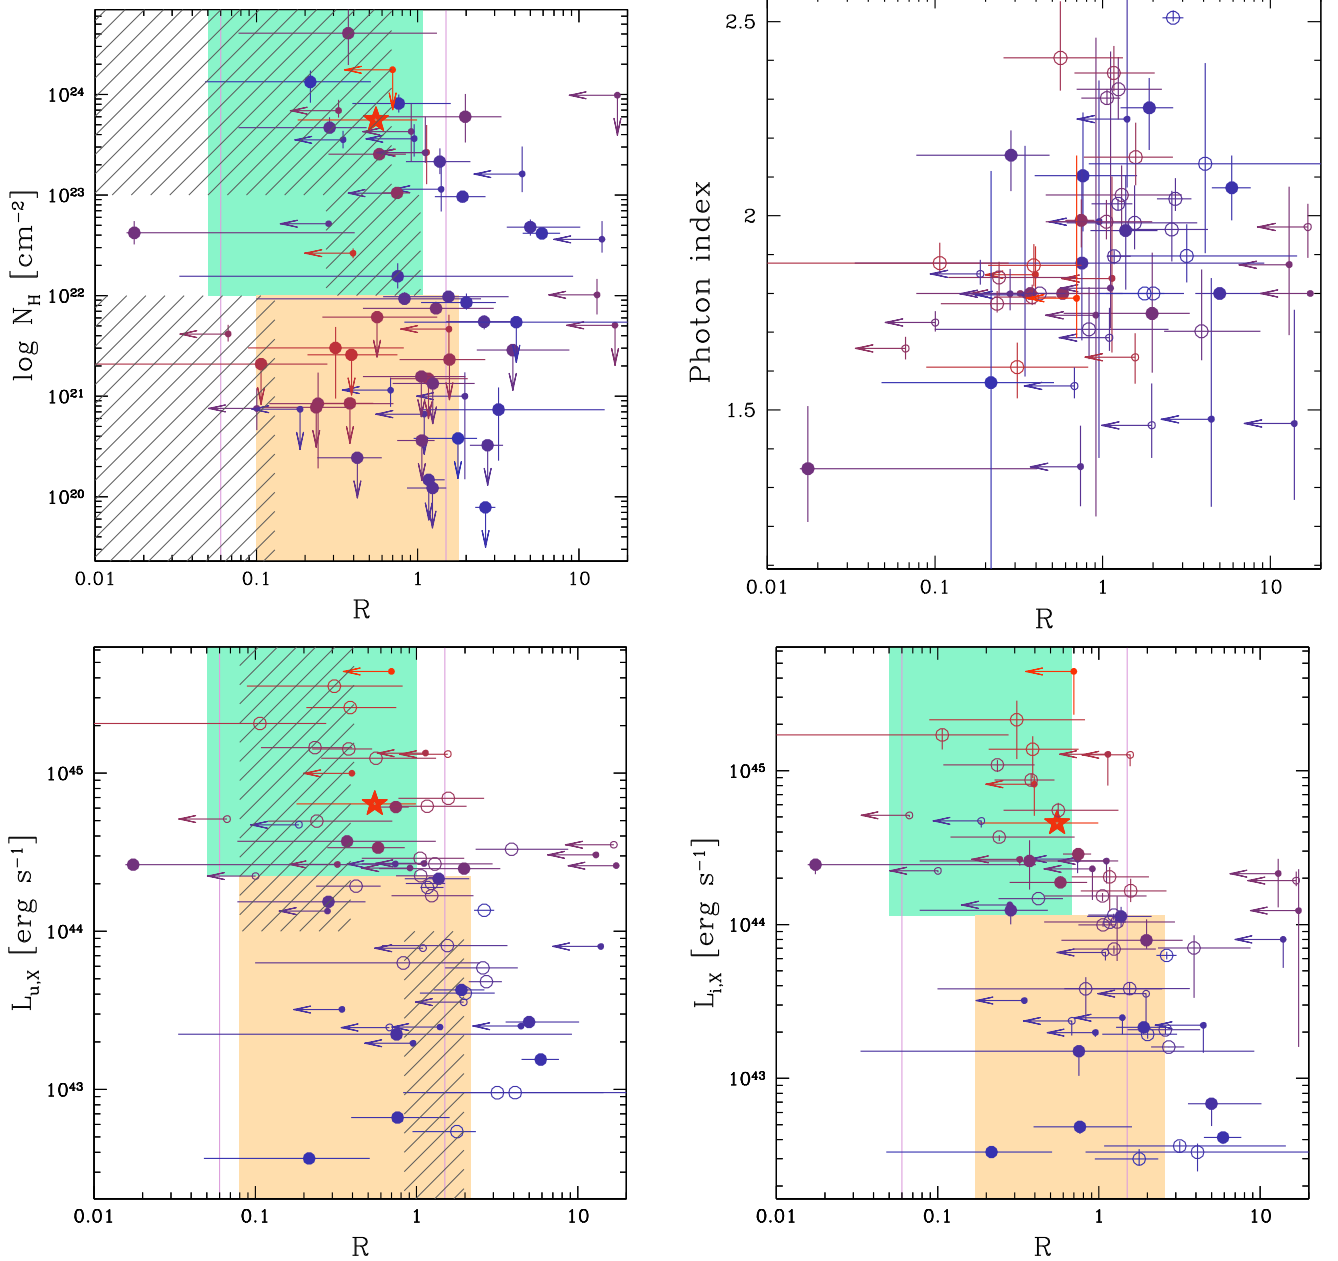 log N_H [cm^−2]
10^24
10^23
10^22
10^21
10^20
0.01 0.1 1 10
R
Photon index
2.5
2
1.5
0.01 0.1 1 10
R
L_u,X [erg s^−1]
10^45
10^44
10^43
0.01 0.1 1 10
R
L_i,X [erg s^−1]
10^45
10^44
10^43
0.01 0.1 1 10
R